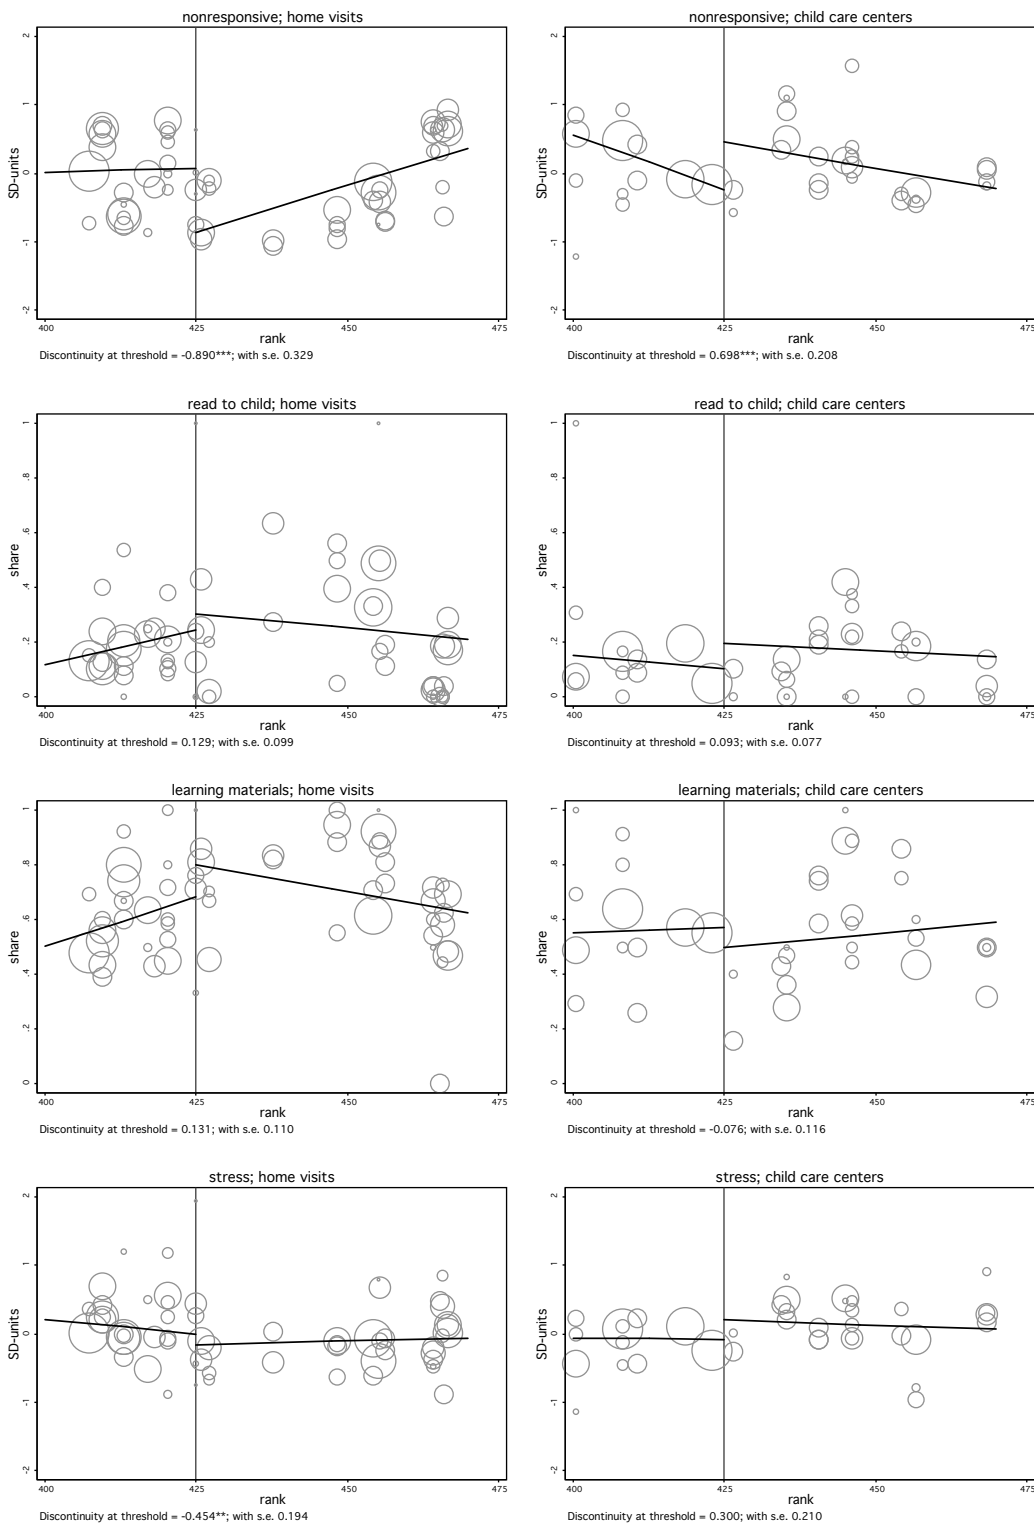 nonresponsive; home visits
SD-units
2
1
0
-1
-2
400 425 450 475
rank
Discontinuity at threshold = -0.890***; with s.e. 0.329
nonresponsive; child care centers
SD-units
2
1
0
-1
-2
400 425 450 475
rank
Discontinuity at threshold = 0.698***; with s.e. 0.208
read to child; home visits
share
1
.8
.6
.4
.2
0
400 425 450 475
rank
Discontinuity at threshold = 0.129; with s.e. 0.099
read to child; child care centers
share
1
.8
.6
.4
.2
0
400 425 450 475
rank
Discontinuity at threshold = 0.093; with s.e. 0.077
learning materials; home visits
share
1
.8
.6
.4
.2
0
400 425 450 475
rank
Discontinuity at threshold = 0.131; with s.e. 0.110
learning materials; child care centers
share
1
.8
.6
.4
.2
0
400 425 450 475
rank
Discontinuity at threshold = -0.076; with s.e. 0.116
stress; home visits
SD-units
2
1
0
-1
-2
400 425 450 475
rank
Discontinuity at threshold = -0.454**; with s.e. 0.194
stress; child care centers
SD-units
2
1
0
-1
-2
400 425 450 475
rank
Discontinuity at threshold = 0.300; with s.e. 0.210